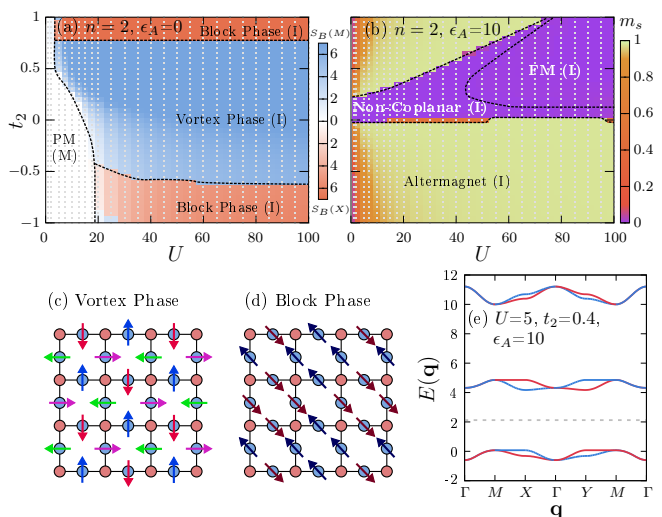 (a) n = 2, ϵ_A=0
Block Phase (I)
Vortex Phase (I)
PM
(M)
Block Phase (I)
t_2
1
0.5
0
−0.5
−1
0 20 40 60 80 100
U
S_B(M)
6
4
2
0
2
4
6
S_B(X)
(b) n = 2, ϵ_A=10
FM (I)
Non-Coplanar (I)
Altermagnet (I)
0 20 40 60 80 100
U
m_s
1
0.8
0.6
0.4
0.2
0
(c) Vortex Phase
(d) Block Phase
(e) U=5, t_2=0.4,
ϵ_A=10
E(q)
12
10
8
6
4
2
0
-2
Γ M X Γ Y M Γ
q